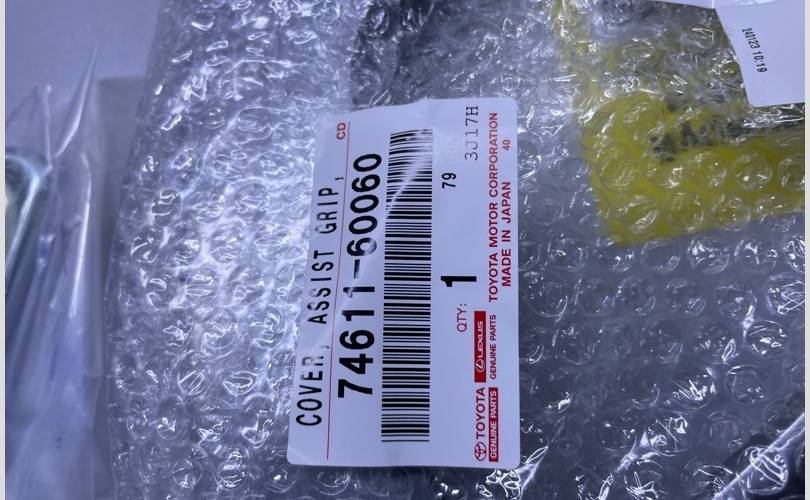 COVER, ASSIST GRIP,
CD
74611-60060
79
3J17H
QTY: 1
TOYOTA
GENUINE PARTS
LEXUS
GENUINE PARTS
TOYOTA MOTOR CORPORATION
MADE IN JAPAN
40